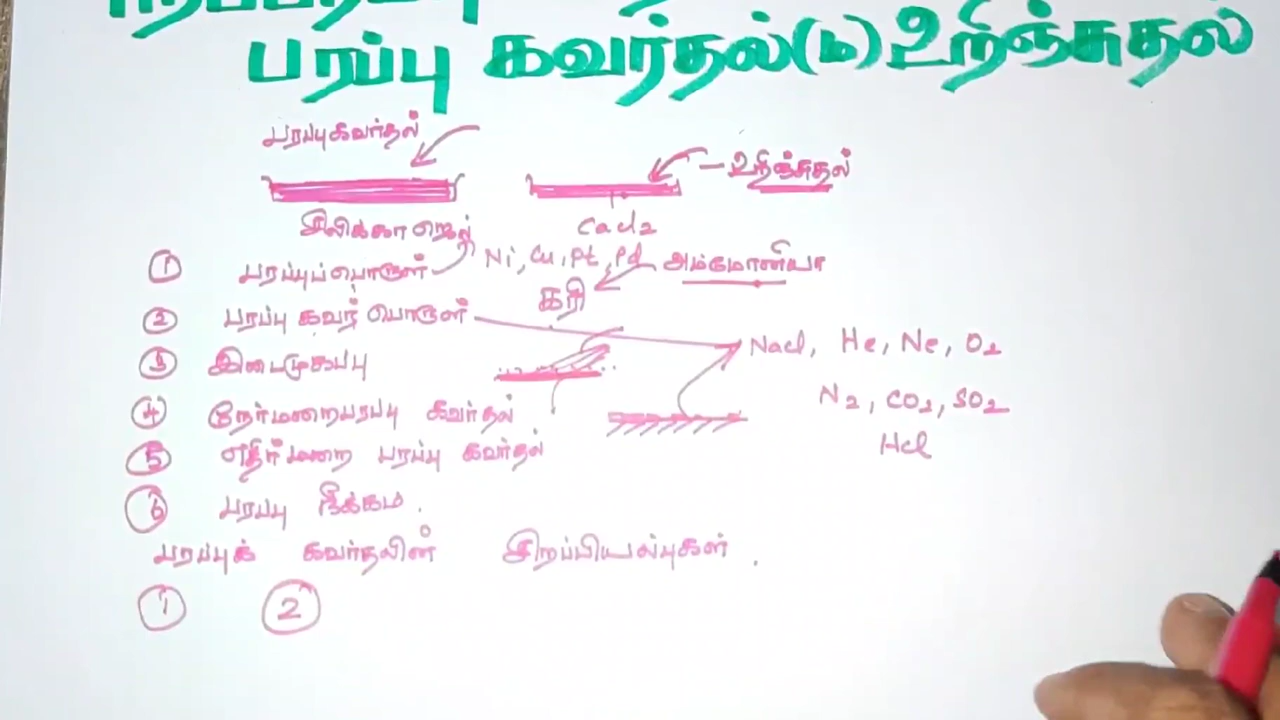 பரப்பு கவர்தல்(ம)உறிஞ்சுதல்
பரப்புகவர்தல்
உறிஞ்சுதல்
சிலிக்கா ஜெல்
CaCl2
1 பரப்புப்பொருள் Ni, Cu, Pt, Pd அம்மோனியா
கரி
2 பரப்பு கவர் பொருள் NaCl, He, Ne, O2
3 இடைமுகப்பு
N2, CO2, SO2
4 நேர்மறைபரப்பு கவர்தல்
HCl
5 எதிர்மறை பரப்பு கவர்தல்
6 பரப்பு நீக்கம்.
பரப்புக் கவர்தலின் சிறப்பியல்புகள்.
1 2